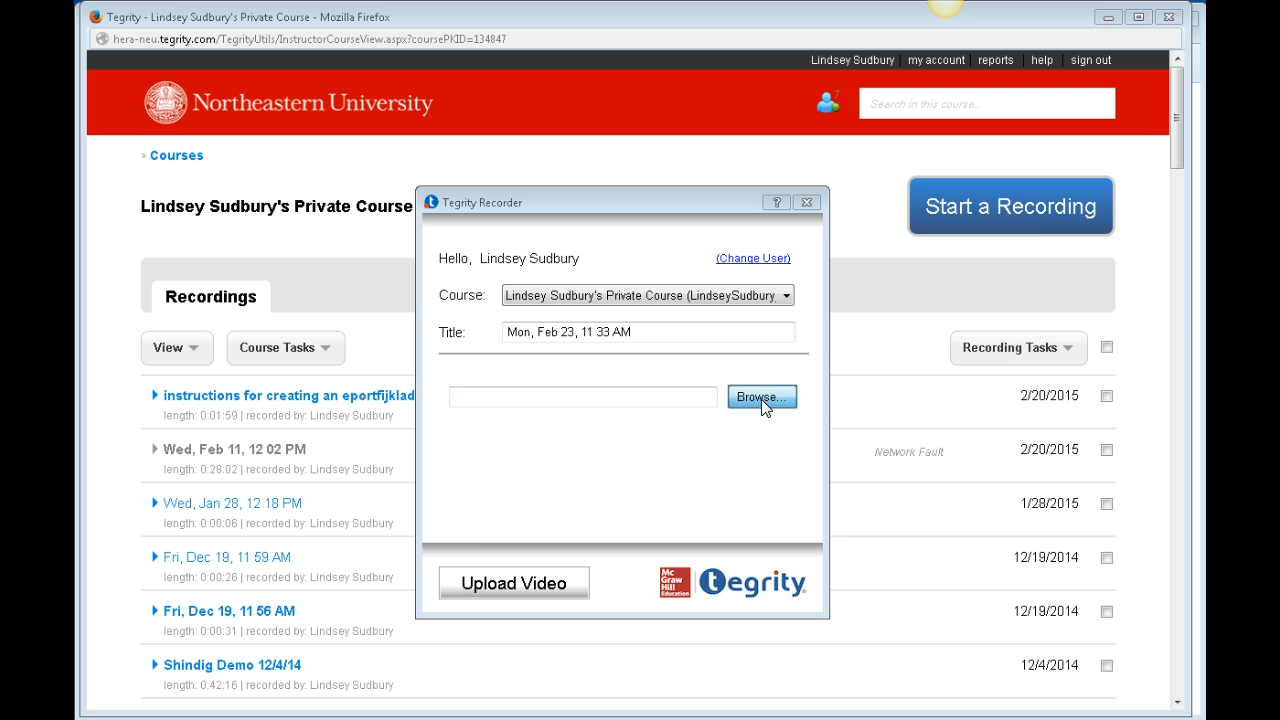 Tegrity - Lindsey Sudbury's Private Course - Mozilla Firefox
hera-neu.tegrity.com/TegrityUtils/InstructorCourseView.aspx?coursePKID=134847
Lindsey Sudbury | my account | reports | help | sign out
Northeastern University
7
Search in this course..
> Courses
Lindsey Sudbury's Private Course
Start a Recording
Recordings
View
Course Tasks
Recording Tasks
instructions for creating an eportfijklad
2/20/2015
length: 0:01:59 | recorded by: Lindsey Sudbury
Wed, Feb 11, 12 02 PM
Network Fault
2/20/2015
length: 0:28:02 | recorded by: Lindsey Sudbury
Wed, Jan 28, 12 18 PM
1/28/2015
length: 0:00:06 | recorded by: Lindsey Sudbury
Fri, Dec 19, 11 59 AM
12/19/2014
length: 0:00:26 | recorded by: Lindsey Sudbury
Fri, Dec 19, 11 56 AM
12/19/2014
length: 0:00:31 | recorded by: Lindsey Sudbury
Shindig Demo 12/4/14
12/4/2014
length: 0:42:16 | recorded by: Lindsey Sudbury
Tegrity Recorder
?
Hello, Lindsey Sudbury
(Change User)
Course:
Lindsey Sudbury's Private Course (LindseySudbury,
Title:
Mon, Feb 23, 11 33 AM
Browse...
Upload Video
Mc
Graw
Hill
Education
tegrity